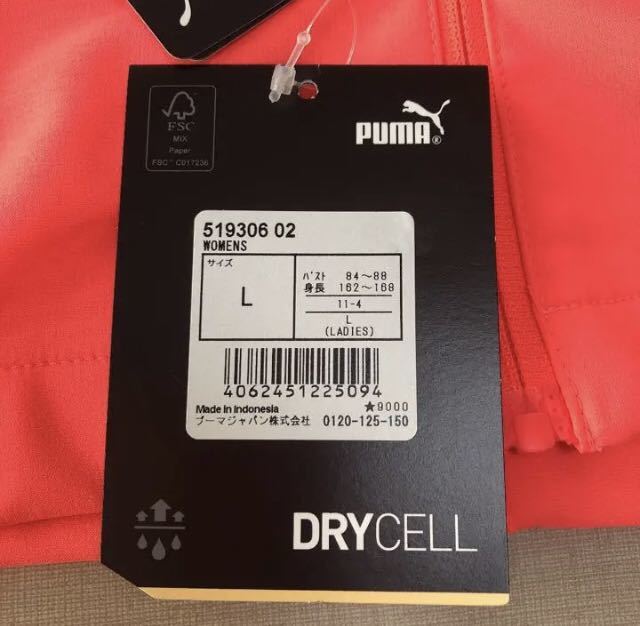 FSC
MIX
Paper
FSC™ C017236
PUMA®
519306 02
WOMENS
サイズ
L
ﾊﾞｽﾄ 84～88
身長 162～168
11-4
L
(LADIES)
4062451225094
Made in Indonesia
★9000
プーマジャパン株式会社 0120-125-150
DRYCELL